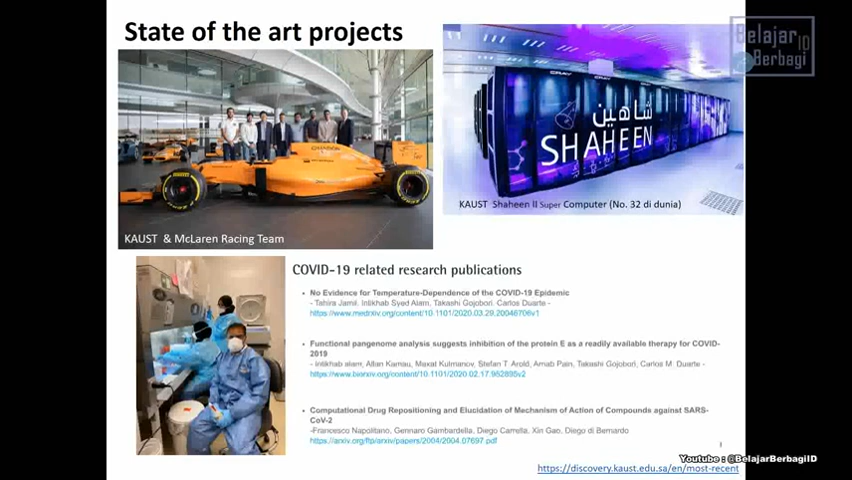 State of the art projects
Belajar ID
Berbagi
CRAY
شاهين
SHAHEEN
KAUST Shaheen II Super Computer (No. 32 di dunia)
KAUST & McLaren Racing Team
COVID-19 related research publications
• No Evidence for Temperature-Dependence of the COVID-19 Epidemic
- Tahira Jamil, Intikhab Syed Alam, Takashi Gojobori, Carlos Duarte -
https://www.medrxiv.org/content/10.1101/2020.03.29.20046706v1
• Functional pangenome analysis suggests inhibition of the protein E as a readily available therapy for COVID-
2019
- Intikhab alam, Allan Kamau, Maxat Kulmanov, Stefan T. Arold, Arnab Pain, Takashi Gojobori, Carlos M. Duarte -
https://www.biorxiv.org/content/10.1101/2020.02.17.952895v2
• Computational Drug Repositioning and Elucidation of Mechanism of Action of Compounds against SARS-
CoV-2
-Francesco Napolitano, Gennaro Gambardella, Diego Carrella, Xin Gao, Diego di Bernardo
https://arxiv.org/ftp/arxiv/papers/2004/2004.07697.pdf
Youtube : @BelajarBerbagiID
https://discovery.kaust.edu.sa/en/most-recent